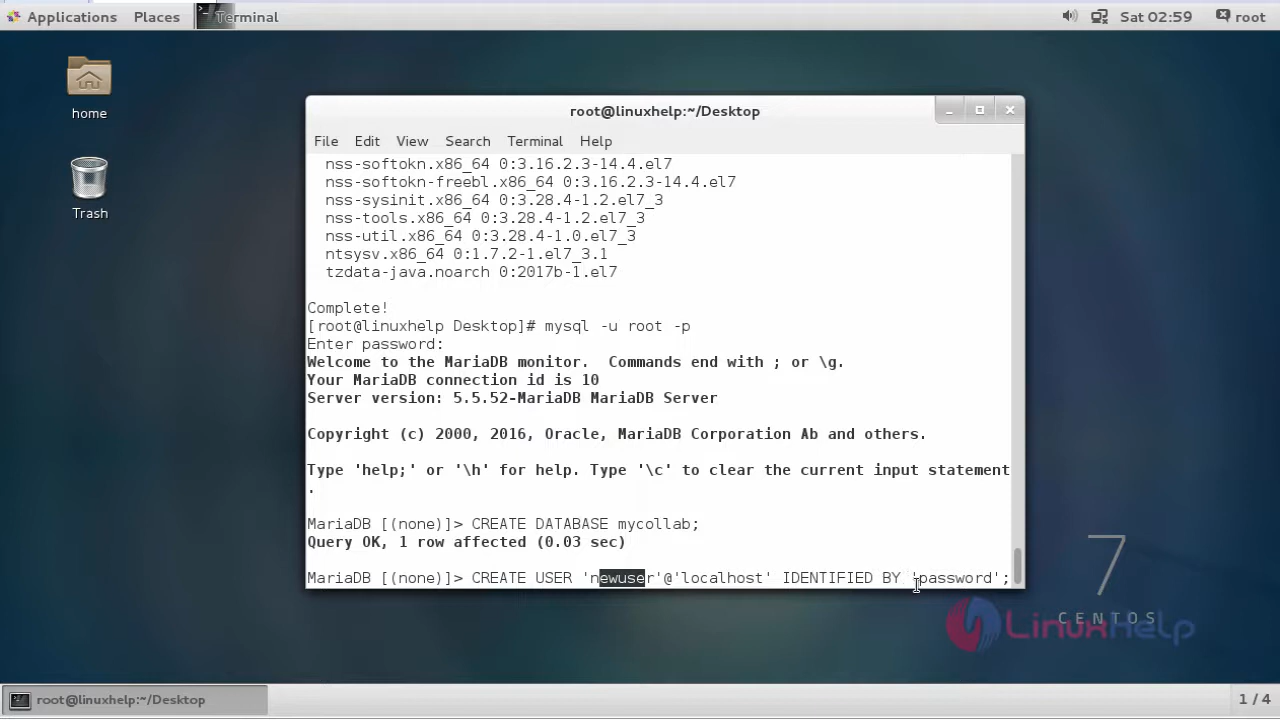 Applications Places Terminal Sat 02:59 root
home
Trash
root@linuxhelp:~/Desktop
File Edit View Search Terminal Help
nss-softokn.x86_64 0:3.16.2.3-14.4.el7
nss-softokn-freebl.x86_64 0:3.16.2.3-14.4.el7
nss-sysinit.x86_64 0:3.28.4-1.2.el7_3
nss-tools.x86_64 0:3.28.4-1.2.el7_3
nss-util.x86_64 0:3.28.4-1.0.el7_3
ntsysv.x86_64 0:1.7.2-1.el7_3.1
tzdata-java.noarch 0:2017b-1.el7
Complete!
[root@linuxhelp Desktop]# mysql -u root -p
Enter password:
Welcome to the MariaDB monitor.  Commands end with ; or \g.
Your MariaDB connection id is 10
Server version: 5.5.52-MariaDB MariaDB Server
Copyright (c) 2000, 2016, Oracle, MariaDB Corporation Ab and others.
Type 'help;' or '\h' for help. Type '\c' to clear the current input statement
.
MariaDB [(none)]> CREATE DATABASE mycollab;
Query OK, 1 row affected (0.03 sec)
MariaDB [(none)]> CREATE USER 'newuser'@'localhost' IDENTIFIED BY 'password';
7
CENTOS
LinuxHelp
root@linuxhelp:~/Desktop 1 / 4